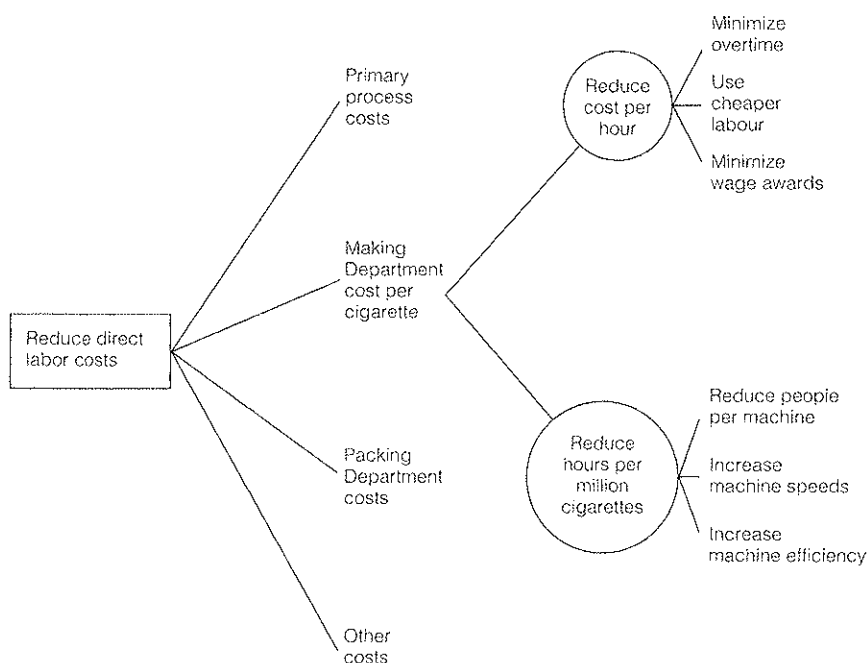 Reduce direct
labor costs
Primary
process
costs
Making
Department
cost per
cigarette
Packing
Department
costs
Other
costs
Reduce
cost per
hour
Minimize
overtime
Use
cheaper
labour
Minimize
wage awards
Reduce
hours per
million
cigarettes
Reduce people
per machine
Increase
machine speeds
Increase
machine efficiency